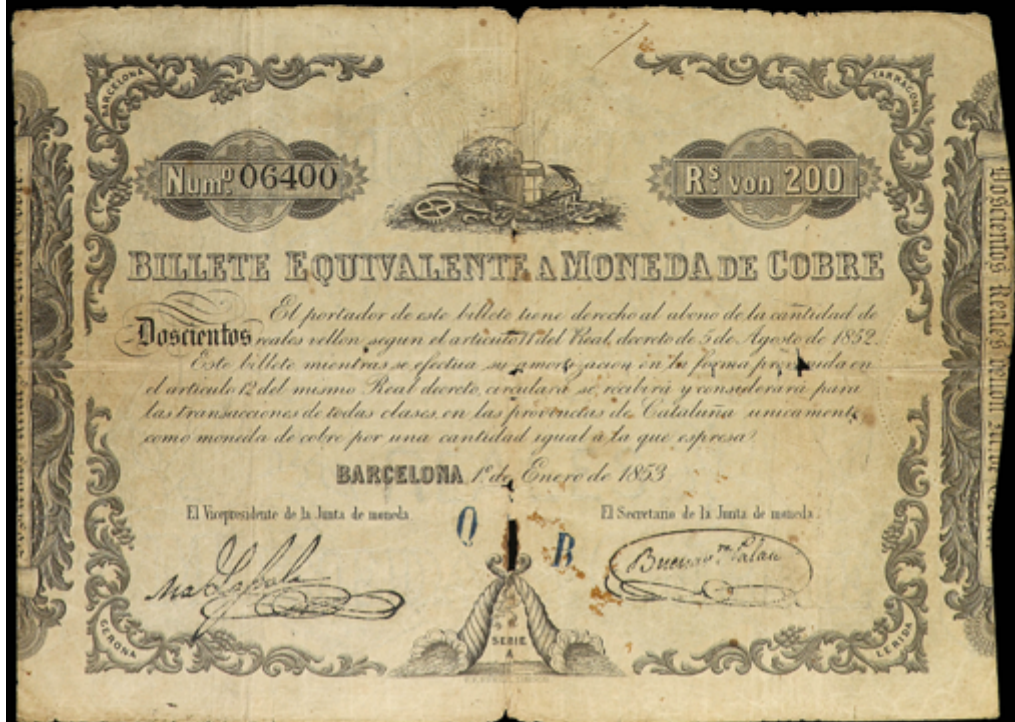 BARCELONA
TARRAGONA
Numº 06400
Rs von 200
BILLETE EQUIVALENTE A MONEDA DE COBRE
El portador de este billete tiene derecho al abono de la cantidad de
Doscientos reales vellon segun el articulo 11 del Real decreto de 5 de Agosto de 1852.
Este billete mientras se efectua su amortizacion en la forma prevenida en
el articulo 12 del mismo Real decreto, circulará se recibirá y considerará para
las transacciones de todas clases, en las provincias de Cataluña unicamente
como moneda de cobre por una cantidad igual á la que espresa.
BARCELONA 1º de Enero de 1853
El Vicepresidente de la Junta de moneda.
El Secretario de la Junta de moneda.
Q B
Buenavra Palau
SERIE
A
GERONA
LERIDA
Doscientos Reales vellon